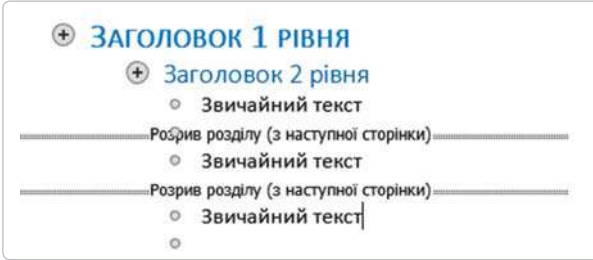 ЗАГОЛОВОК 1 РІВНЯ
Заголовок 2 рівня
Звичайний текст
Розрив розділу (з наступної сторінки)
Звичайний текст
Розрив розділу (з наступної сторінки)
Звичайний текст